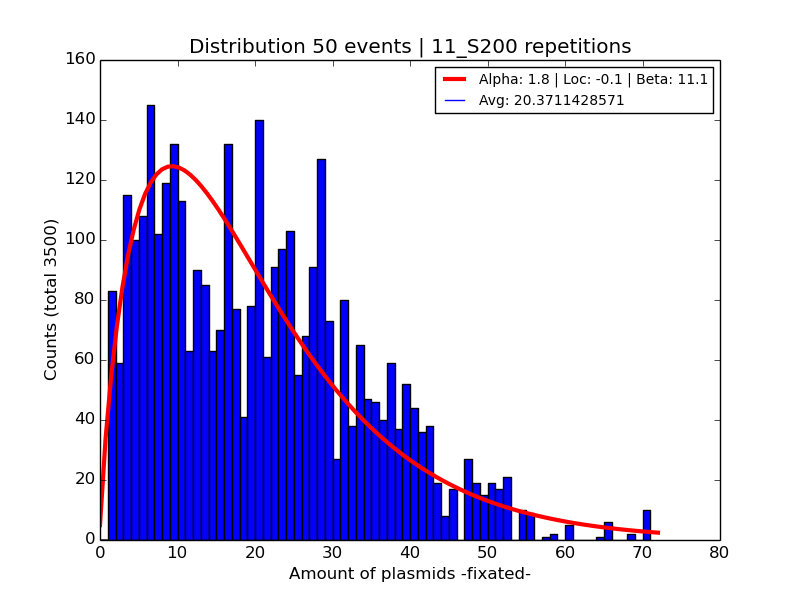 Distribution 50 events | 11_S200 repetitions
Alpha: 1.8 | Loc: -0.1 | Beta: 11.1
Avg: 20.3711428571
160
140
120
100
80
60
40
20
0
Counts (total 3500)
0 10 20 30 40 50 60 70 80
Amount of plasmids -fixated-